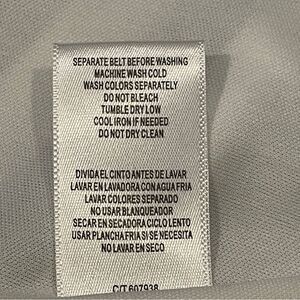 SEPARATE BELT BEFORE WASHING
MACHINE WASH COLD
WASH COLORS SEPARATELY
DO NOT BLEACH
TUMBLE DRY LOW
COOL IRON IF NEEDED
DO NOT DRY CLEAN
DIVIDA EL CINTO ANTES DE LAVAR
LAVAR EN LAVADORA CON AGUA FRIA
LAVAR COLORES SEPARADO
NO USAR BLANQUEADOR
SECAR EN SECADORA CICLO LENTO
USAR PLANCHA FRIA SI SE NECESITA
NO LAVAR EN SECO
C/T 607938